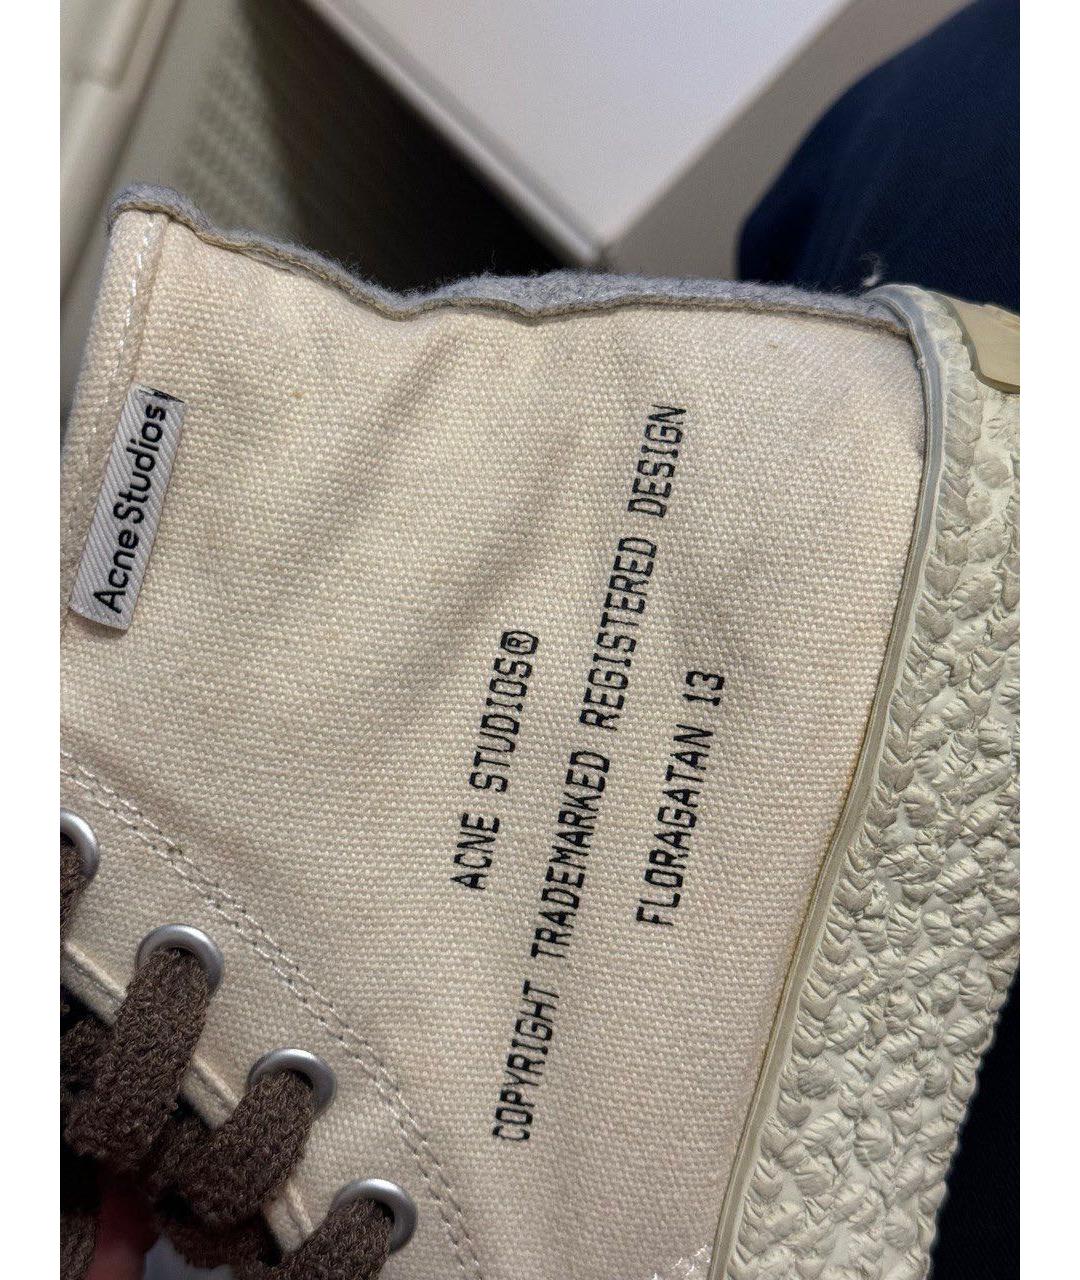 Acne Studios
ACNE STUDIOS®
COPYRIGHT TRADEMARKED REGISTERED DESIGN
FLORAGATAN 13